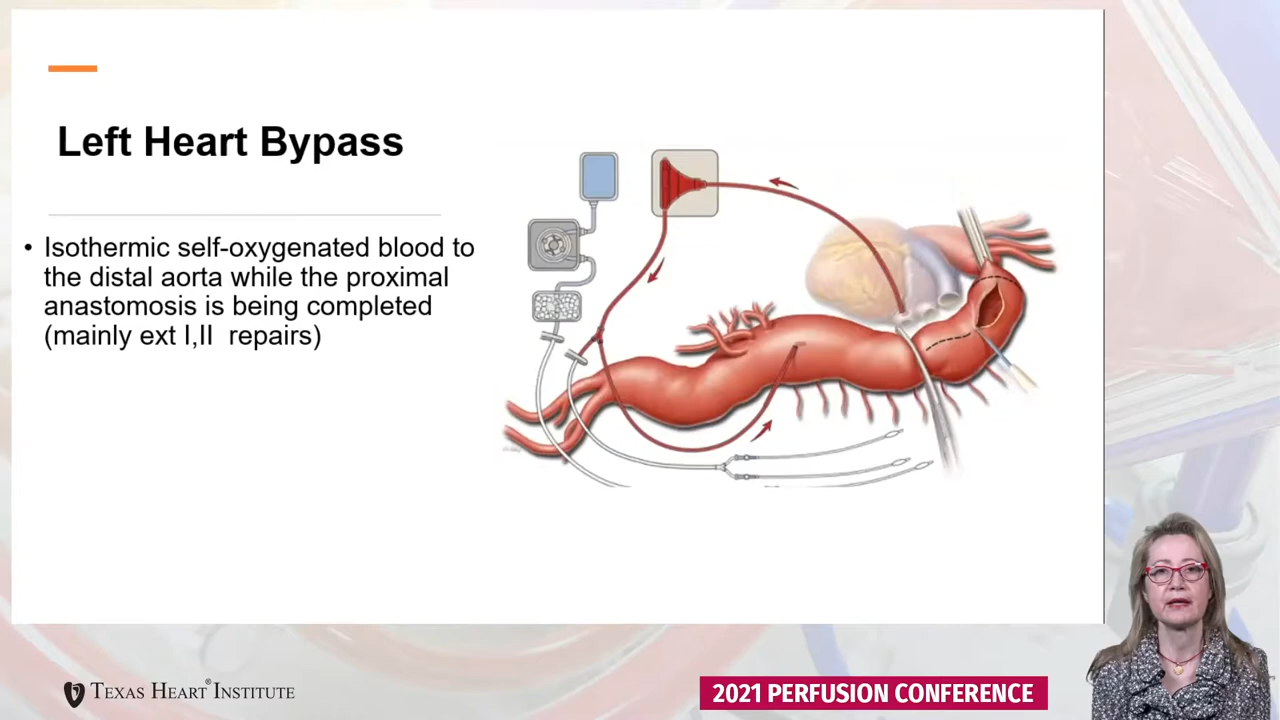 Left Heart Bypass
• Isothermic self-oxygenated blood to
the distal aorta while the proximal
anastomosis is being completed
(mainly ext I,II repairs)
TEXAS HEART® INSTITUTE
2021 PERFUSION CONFERENCE